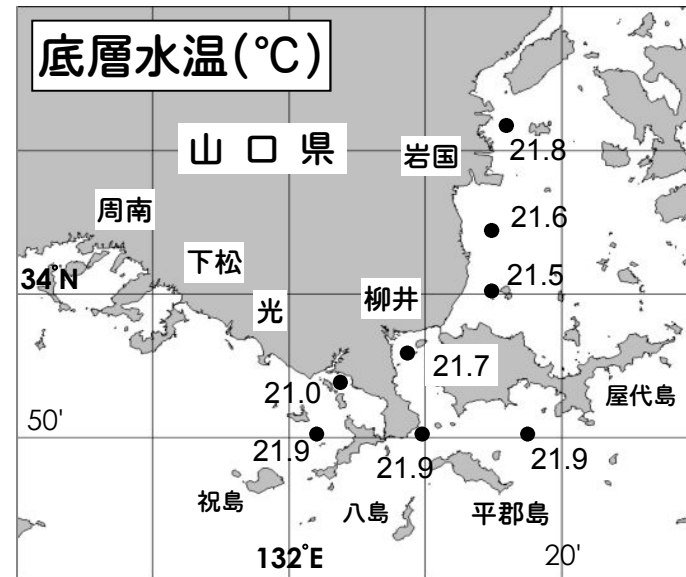 底層水温(℃)
山口県
岩国
21.8
周南
21.6
下松
34°N
21.5
光
柳井
21.7
21.0
屋代島
50'
21.9
21.9
21.9
祝島
八島
平郡島
132°E
20'